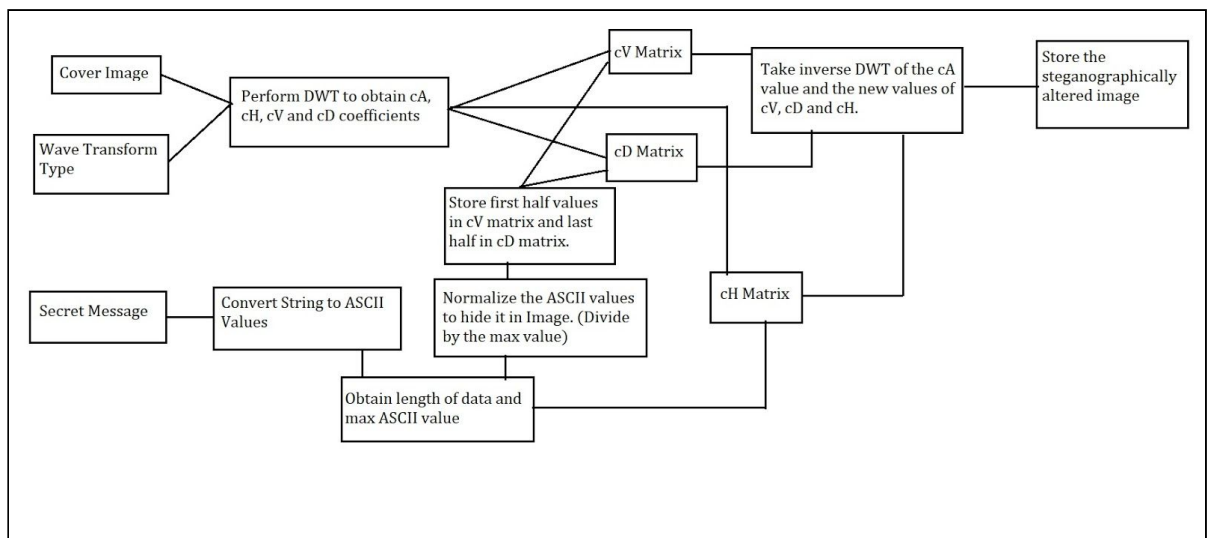 Cover Image
Wave Transform
Type
Perform DWT to obtain cA,
cH, cV and cD coefficients
cV Matrix
cD Matrix
Take inverse DWT of the cA
value and the new values of
cV, cD and cH.
Store the
steganographically
altered image
Store first half values
in cV matrix and last
half in cD matrix.
Secret Message
Convert String to ASCII
Values
Normalize the ASCII values
to hide it in Image. (Divide
by the max value)
cH Matrix
Obtain length of data and
max ASCII value